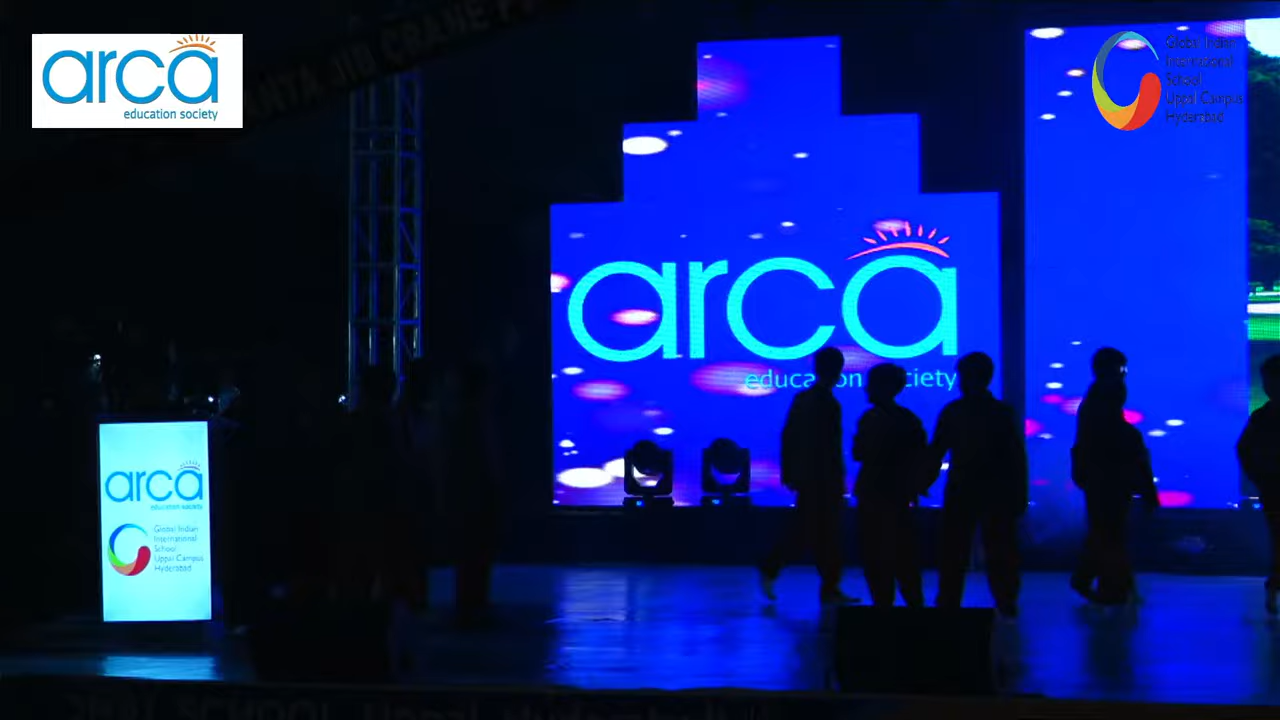 arca
education society
Global Indian
International
School
Uppal Campus
Hyderabad
arca
education society
arca
education society
Global Indian
International
School
Uppal Campus
Hyderabad